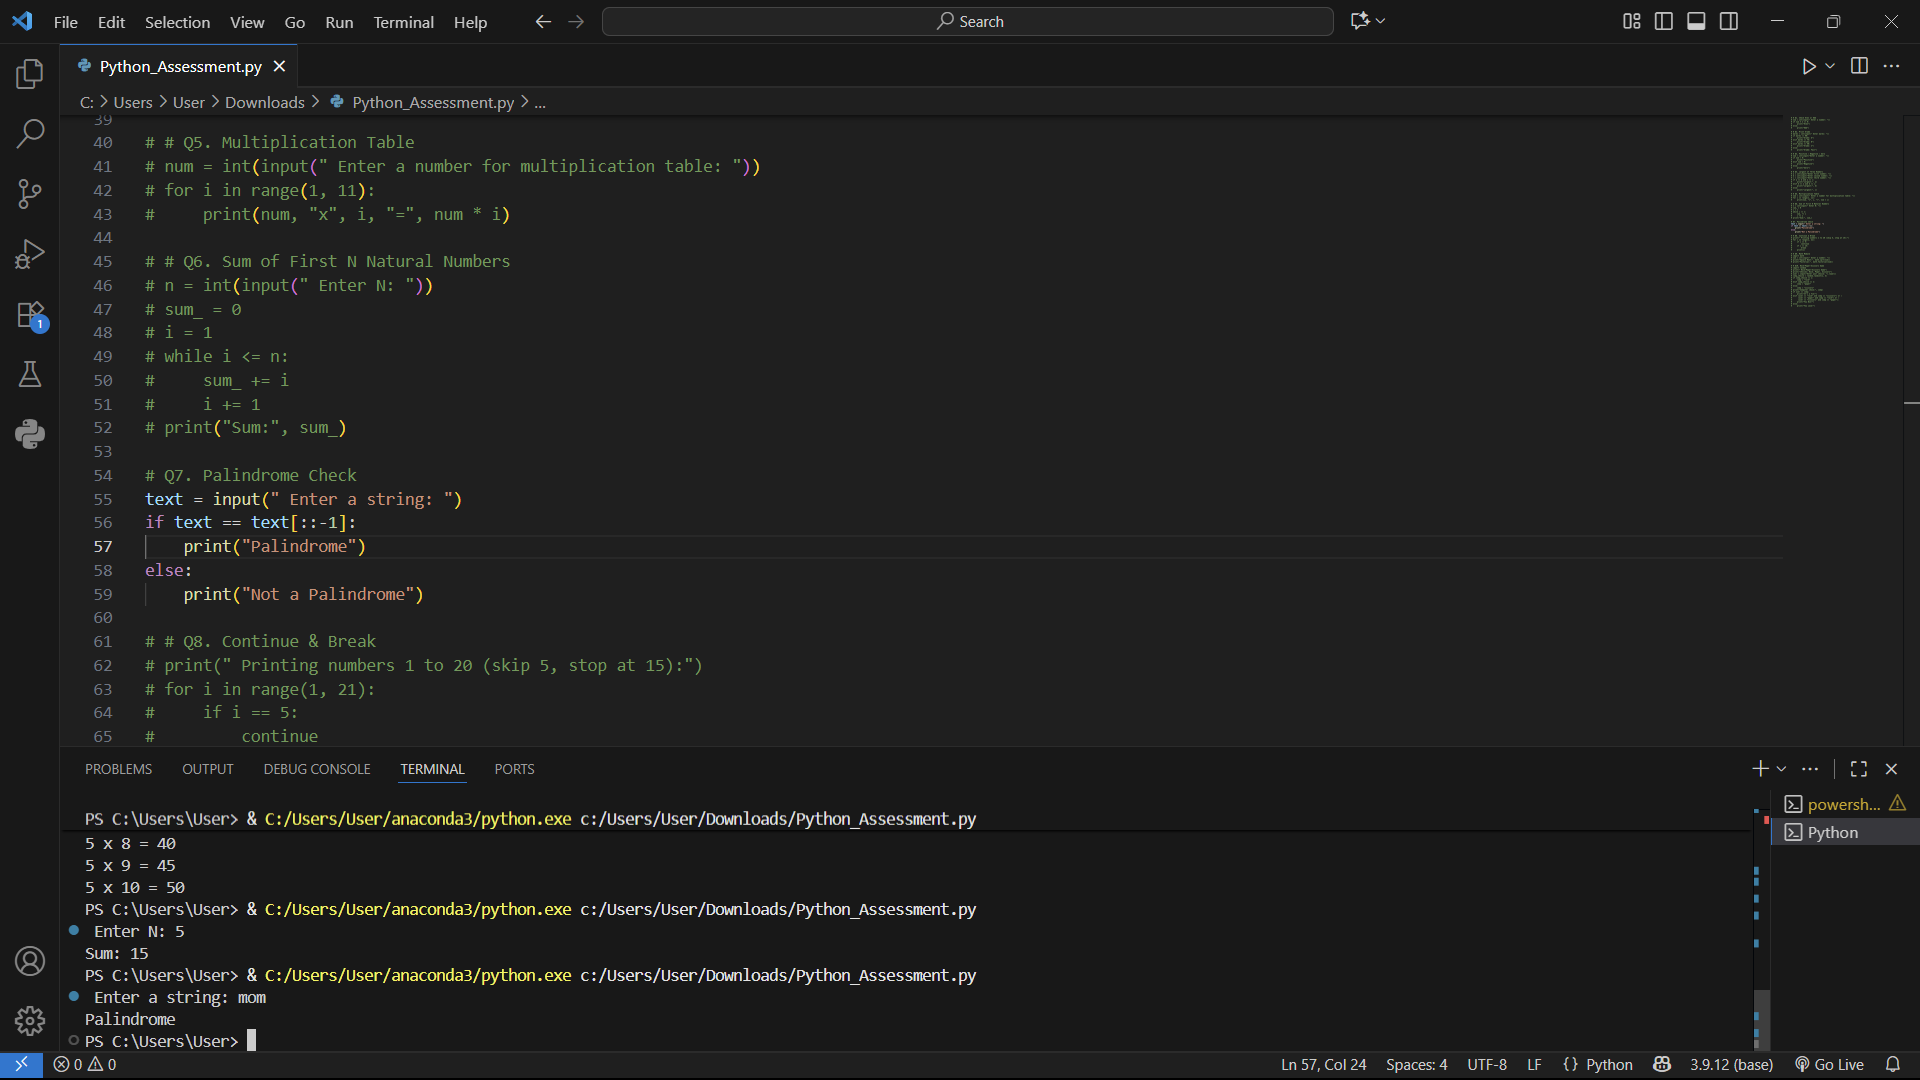 File Edit Selection View Go Run Terminal Help Search
Python_Assessment.py
C: > Users > User > Downloads > Python_Assessment.py > ...
39
40 # # Q5. Multiplication Table
41 # num = int(input(" Enter a number for multiplication table: "))
42 # for i in range(1, 11):
43 #     print(num, "x", i, "=", num * i)
44
45 # # Q6. Sum of First N Natural Numbers
46 # n = int(input(" Enter N: "))
47 # sum_ = 0
48 # i = 1
49 # while i <= n:
50 #     sum_ += i
51 #     i += 1
52 # print("Sum:", sum_)
53
54 # Q7. Palindrome Check
55 text = input(" Enter a string: ")
56 if text == text[::-1]:
57     print("Palindrome")
58 else:
59     print("Not a Palindrome")
60
61 # # Q8. Continue & Break
62 # print(" Printing numbers 1 to 20 (skip 5, stop at 15):")
63 # for i in range(1, 21):
64 #     if i == 5:
65 #         continue
1
PROBLEMS OUTPUT DEBUG CONSOLE TERMINAL PORTS
powersh...
Python
PS C:\Users\User> & C:/Users/User/anaconda3/python.exe c:/Users/User/Downloads/Python_Assessment.py
5 x 8 = 40
5 x 9 = 45
5 x 10 = 50
PS C:\Users\User> & C:/Users/User/anaconda3/python.exe c:/Users/User/Downloads/Python_Assessment.py
Enter N: 5
Sum: 15
PS C:\Users\User> & C:/Users/User/anaconda3/python.exe c:/Users/User/Downloads/Python_Assessment.py
Enter a string: mom
Palindrome
PS C:\Users\User>
0 0 Ln 57, Col 24 Spaces: 4 UTF-8 LF {} Python 3.9.12 (base) Go Live